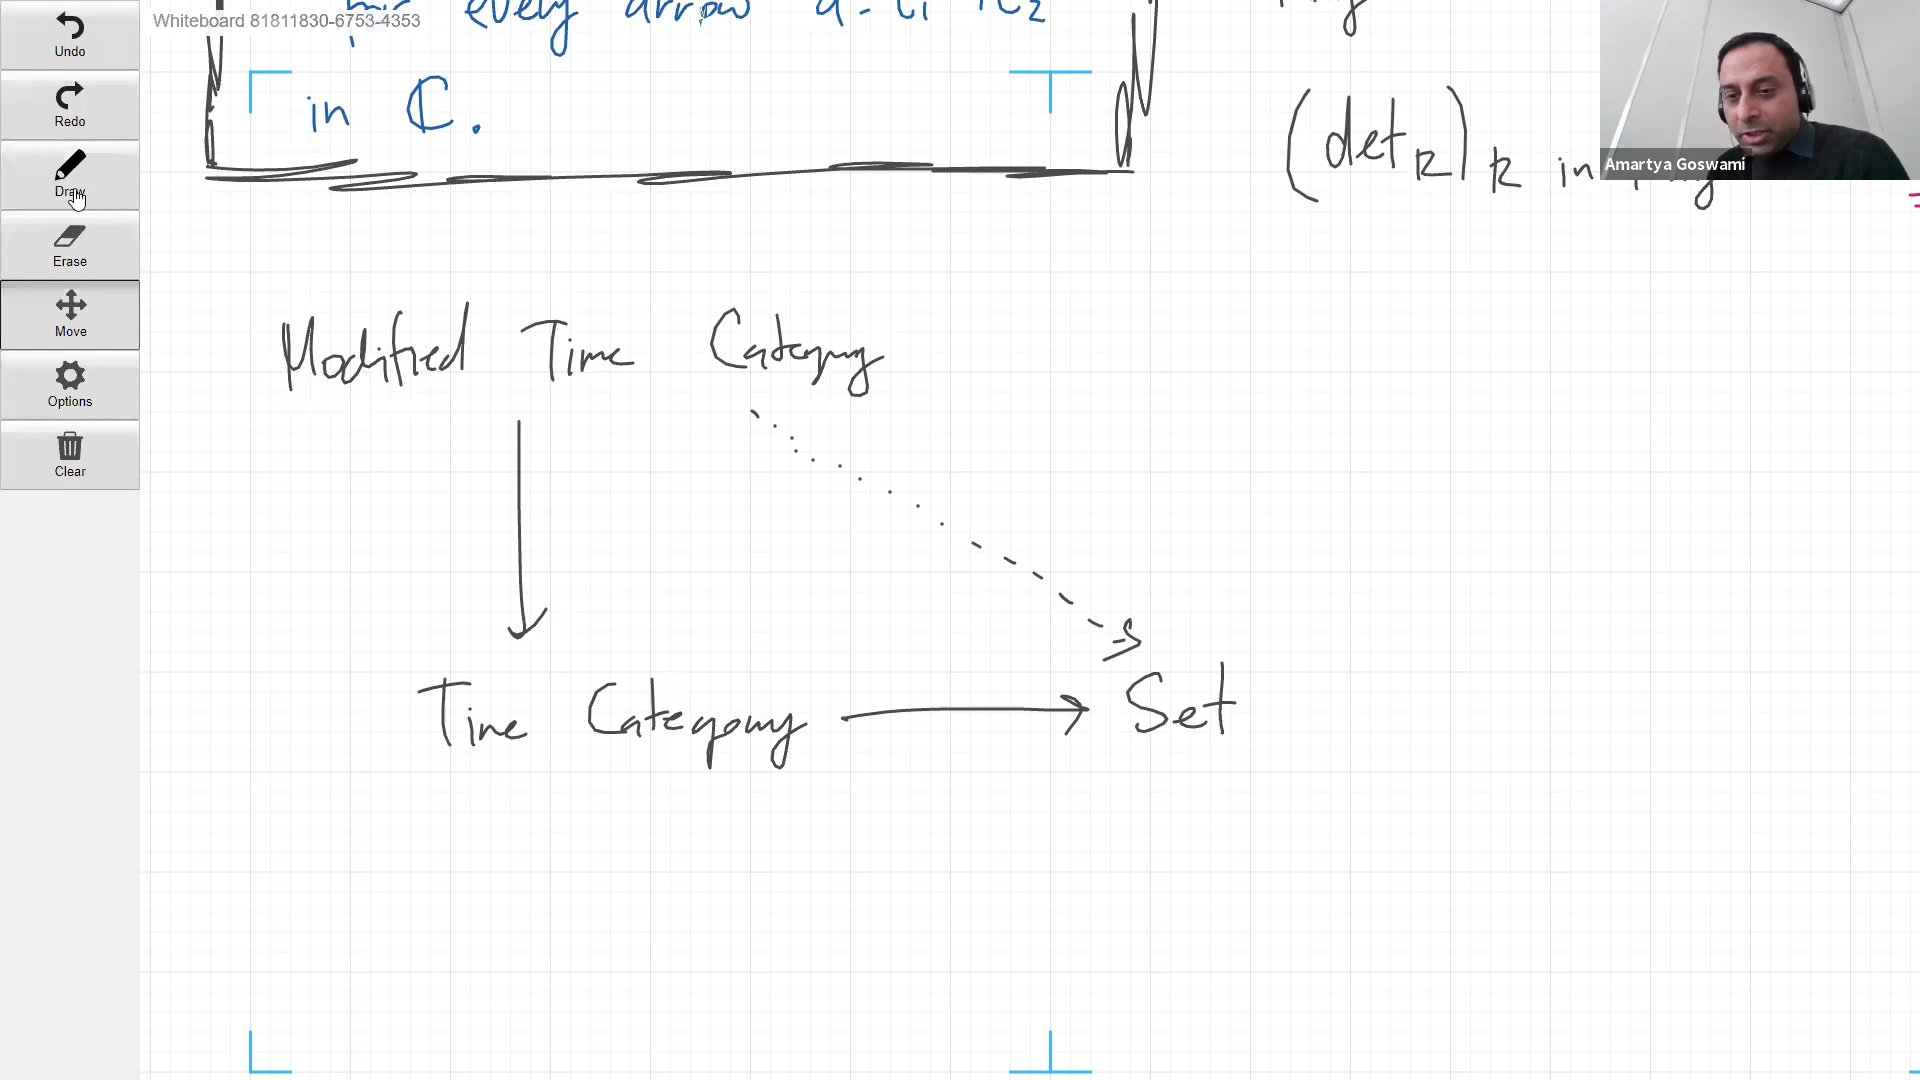 Whiteboard 81811830-6753-4353
Undo
Redo
Draw
Erase
Move
Options
Clear
every arrow
in ℂ.
(det_R)_R in
Amartya Goswami
Modified Time Category
Time Category → Set